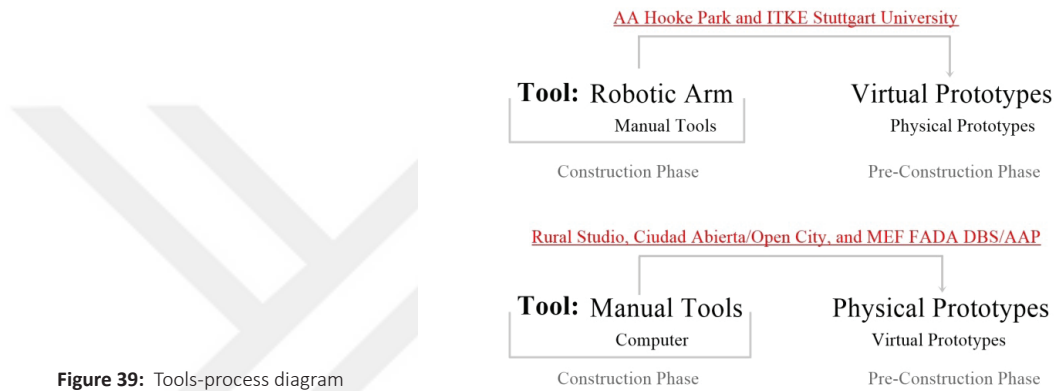 AA Hooke Park and ITKE Stuttgart University
Tool: Robotic Arm Virtual Prototypes
Manual Tools Physical Prototypes
Construction Phase Pre-Construction Phase
Rural Studio, Ciudad Abierta/Open City, and MEF FADA DBS/AAP
Tool: Manual Tools Physical Prototypes
Computer Virtual Prototypes
Figure 39: Tools-process diagram Construction Phase Pre-Construction Phase